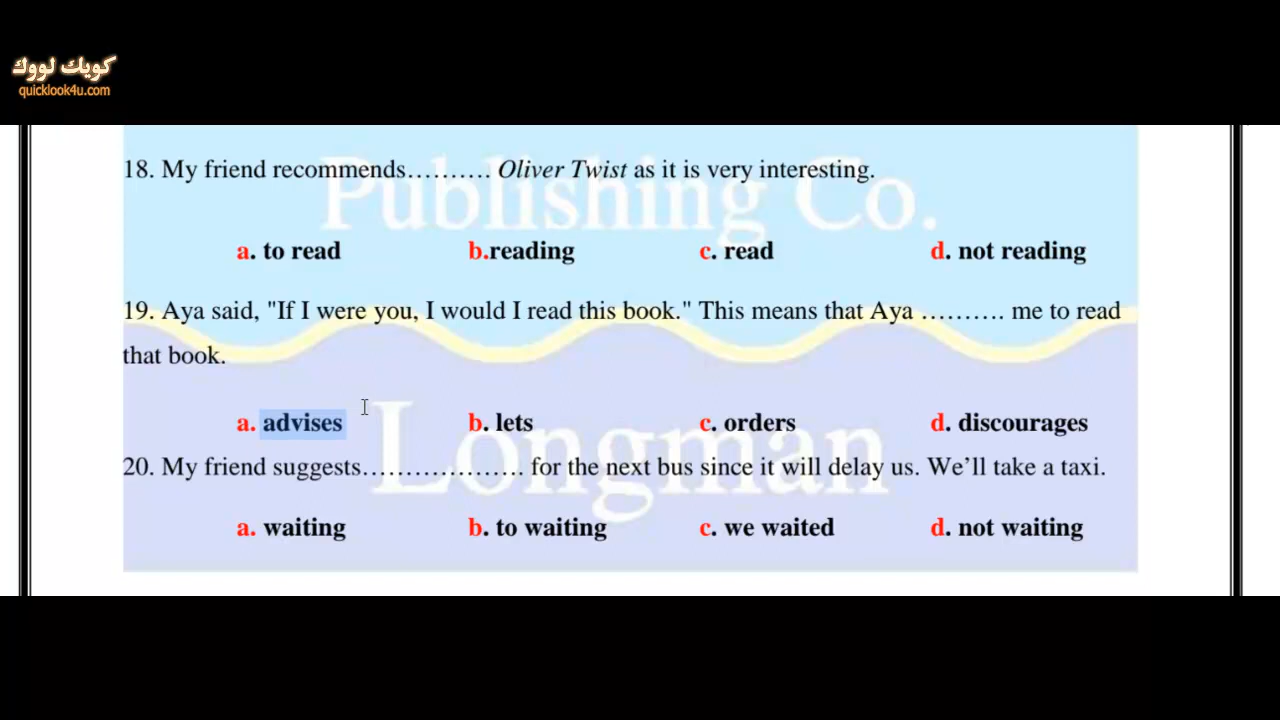 كويك لووك
quicklook4u.com
Publishing Co.
18. My friend recommends………. Oliver Twist as it is very interesting.
a. to read b.reading c. read d. not reading
19. Aya said, "If I were you, I would I read this book." This means that Aya ………. me to read
that book.
a. advises b. lets c. orders d. discourages
Longman
20. My friend suggests………………. for the next bus since it will delay us. We’ll take a taxi.
a. waiting b. to waiting c. we waited d. not waiting